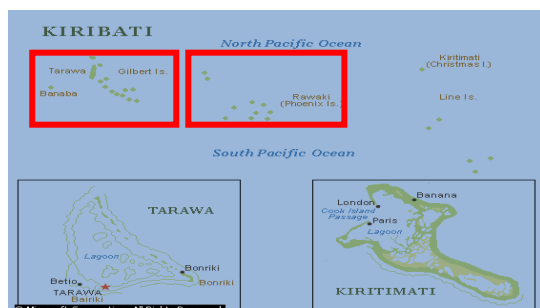 KIRIBATI
North Pacific Ocean
Kiritimati
(Christmas I.)
Tarawa
Gilbert Is.
Banaba
Rawaki
(Phoenix Is.)
Line Is.
South Pacific Ocean
TARAWA
Lagoon
Bonriki
Bonriki
Betio
TARAWA
Bairiki
London
Banana
Cook Island
Passage
Paris
Lagoon
KIRITIMATI